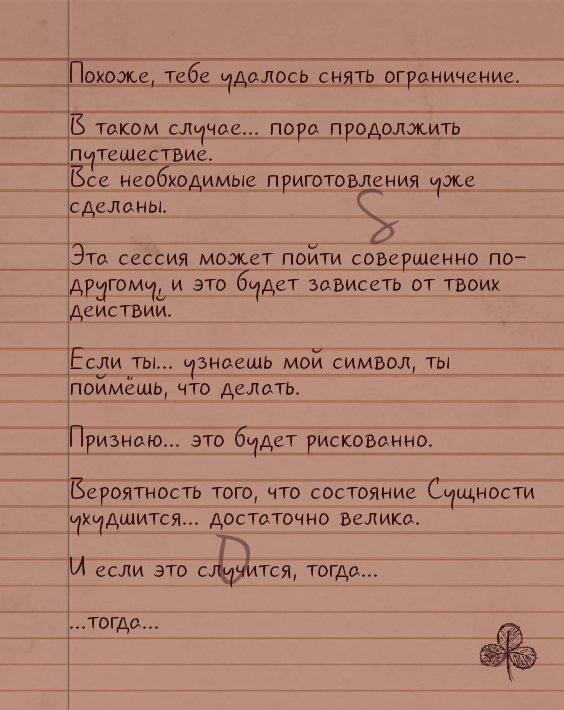 Похоже, тебе удалось снять ограничение.
В таком случае... пора продолжить
путешествие.
Все необходимые приготовления уже
сделаны.
S
Эта сессия может пойти совершенно по-
другому, и это будет зависеть от твоих
действий.
Если ты... узнаешь мой символ, ты
поймёшь, что делать.
Признаю... это будет рискованно.
Вероятность того, что состояние Сущности
ухудшится... достаточно велика.
D
И если это случится, тогда...
...тогда...